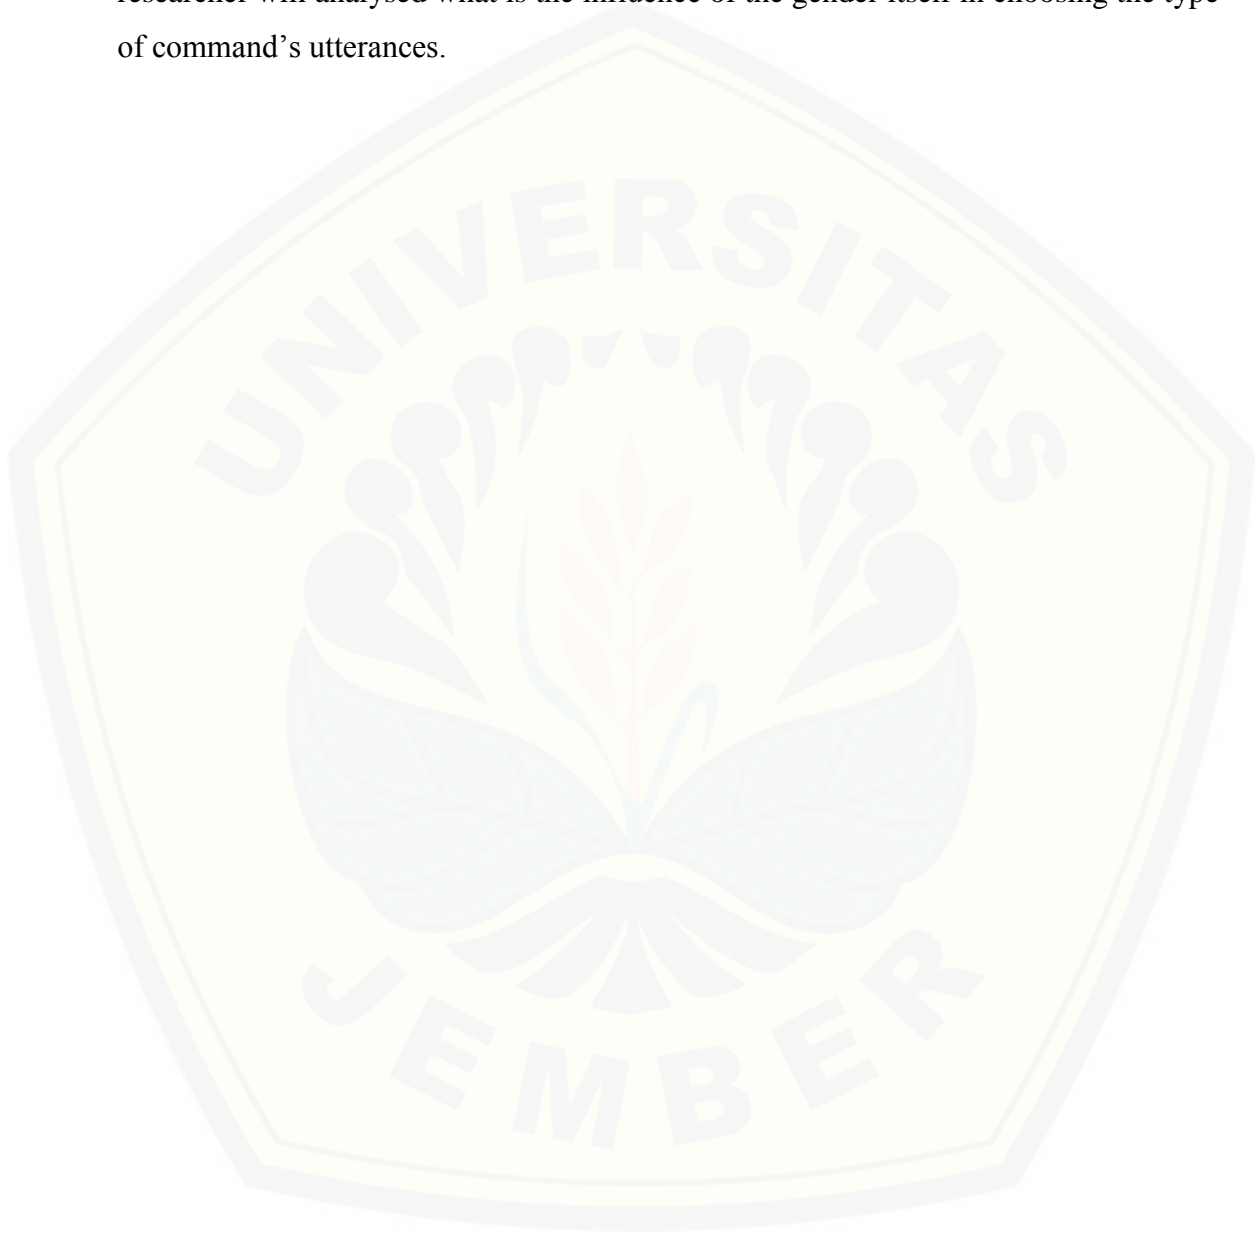 researcher will analysed what is the influence of the gender itself in choosing the type
of command's utterances.
UNIVERSITAS
JEMBER